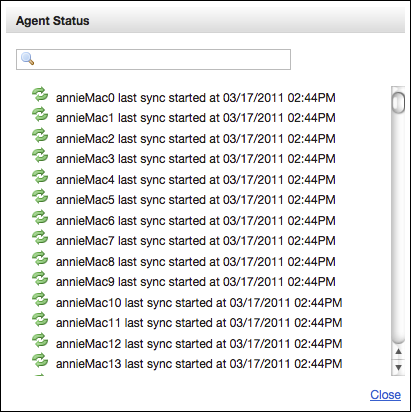 Agent Status
annieMac0 last sync started at 03/17/2011 02:44PM
annieMac1 last sync started at 03/17/2011 02:44PM
annieMac2 last sync started at 03/17/2011 02:44PM
annieMac3 last sync started at 03/17/2011 02:44PM
annieMac4 last sync started at 03/17/2011 02:44PM
annieMac5 last sync started at 03/17/2011 02:44PM
annieMac6 last sync started at 03/17/2011 02:44PM
annieMac7 last sync started at 03/17/2011 02:44PM
annieMac8 last sync started at 03/17/2011 02:44PM
annieMac9 last sync started at 03/17/2011 02:44PM
annieMac10 last sync started at 03/17/2011 02:44PM
annieMac11 last sync started at 03/17/2011 02:44PM
annieMac12 last sync started at 03/17/2011 02:44PM
annieMac13 last sync started at 03/17/2011 02:44PM
Close